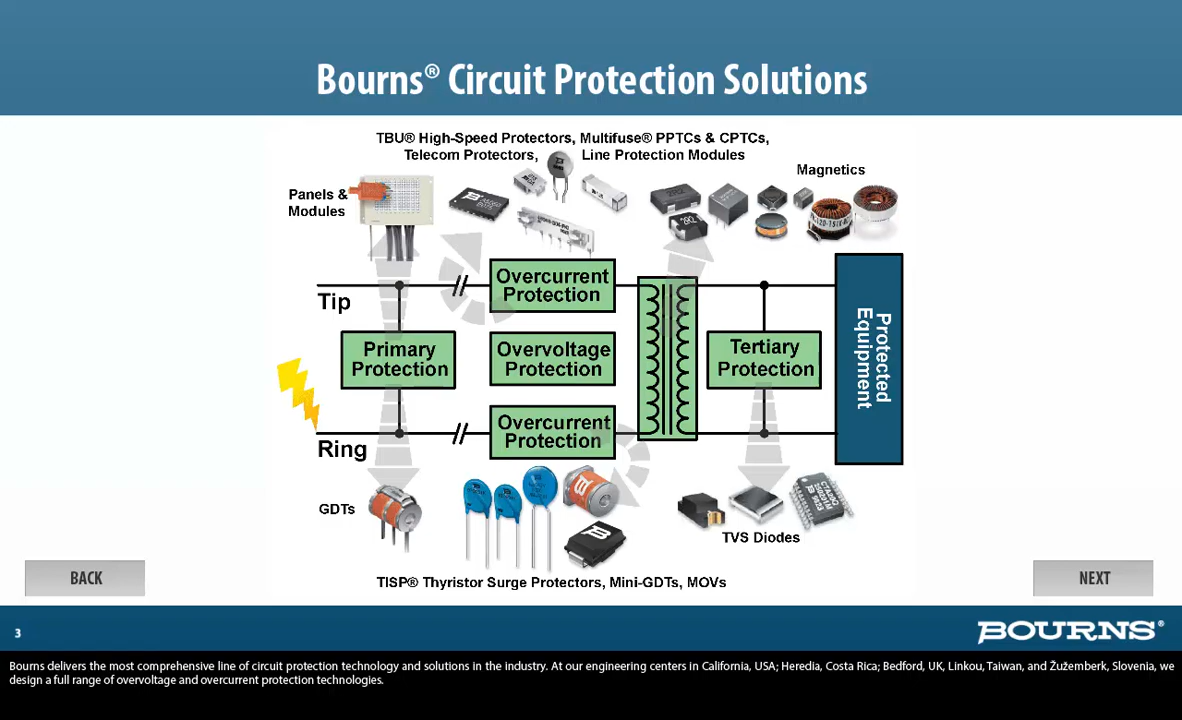 Bourns® Circuit Protection Solutions
TBU® High-Speed Protectors, Multifuse® PPTCs & CPTCs,
Telecom Protectors, Line Protection Modules
Magnetics
Panels &
Modules
Tip
Overcurrent
Protection
Primary
Protection
Overvoltage
Protection
Tertiary
Protection
Protected
Equipment
Overcurrent
Protection
Ring
GDTs
TVS Diodes
TISP® Thyristor Surge Protectors, Mini-GDTs, MOVs
BACK
NEXT
3
BOURNS®
Bourns delivers the most comprehensive line of circuit protection technology and solutions in the industry. At our engineering centers in California, USA; Heredia, Costa Rica; Bedford, UK, Linkou, Taiwan, and Žužemberk, Slovenia, we
design a full range of overvoltage and overcurrent protection technologies.